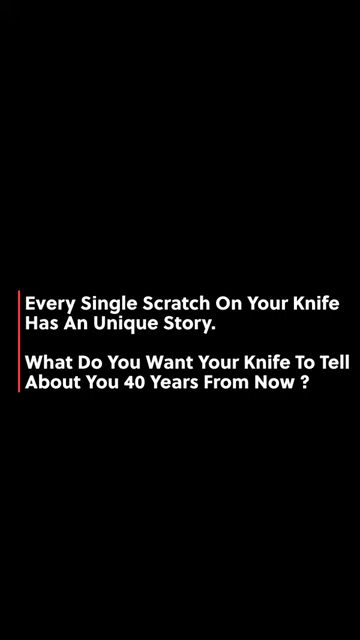 Every Single Scratch On Your Knife
Has An Unique Story.
What Do You Want Your Knife To Tell
About You 40 Years From Now ?